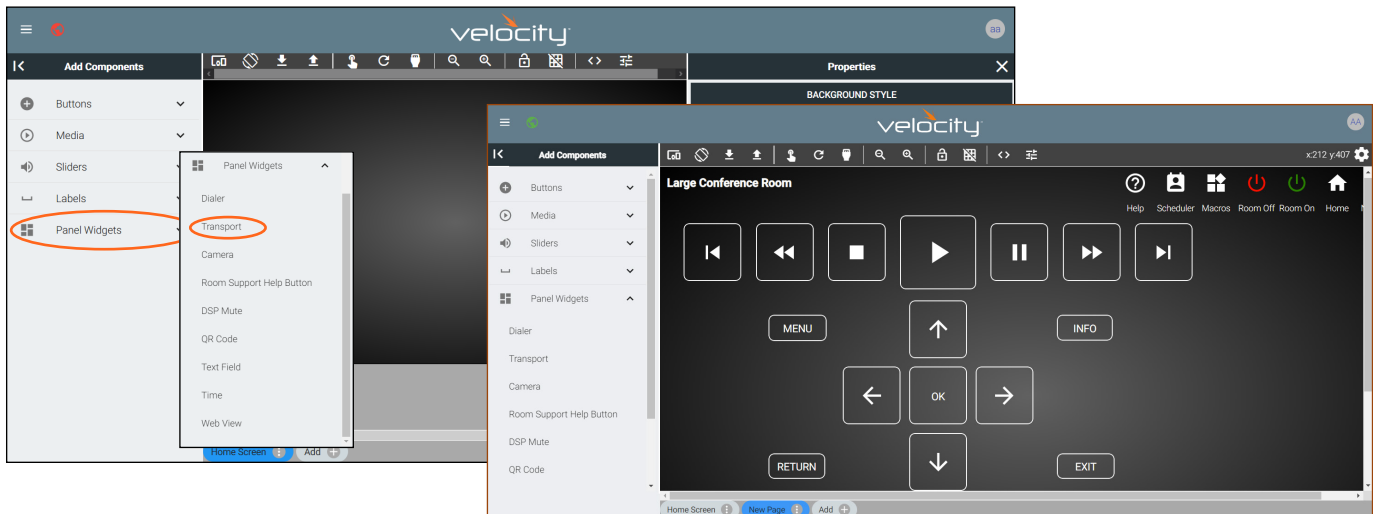 velocity
aa
Add Components
Properties
BACKGROUND STYLE
Buttons
Media
Sliders
Labels
Panel Widgets
Panel Widgets
Dialer
Transport
Camera
Room Support Help Button
DSP Mute
QR Code
Text Field
Time
Web View
Home Screen
Add
velocity
AA
Add Components
x:212 y:407
Buttons
Media
Sliders
Labels
Panel Widgets
Dialer
Transport
Camera
Room Support Help Button
DSP Mute
QR Code
Large Conference Room
Help Scheduler Macros Room Off Room On Home
MENU
INFO
OK
RETURN
EXIT
Home Screen New Page Add